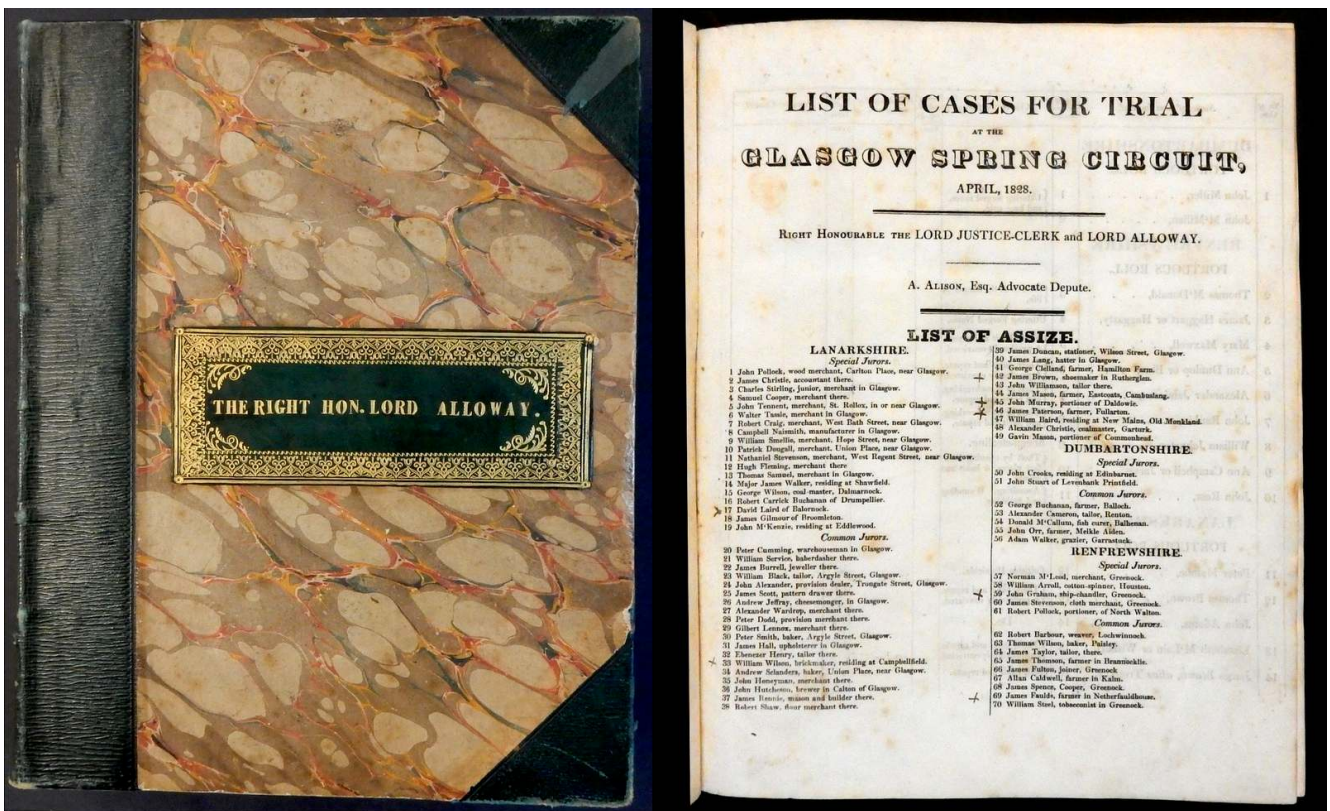 THE RIGHT HON. LORD ALLOWAY.
LIST OF CASES FOR TRIAL
AT THE
GLASGOW SPRING CIRCUIT,
APRIL, 1828.
RIGHT HONOURABLE THE LORD JUSTICE-CLERK and LORD ALLOWAY.
A. ALISON, Esq. Advocate Depute.
LIST OF ASSIZE.
LANARKSHIRE.
Special Jurors.
1 John Pollock, wood merchant, Carlton Place, near Glasgow.
2 James Christie, accountant there.
3 Charles Stirling, junior, merchant in Glasgow.
4 Samuel Cooper, merchant there.
5 John Tennent, merchant, St. Rollox, in or near Glasgow.
6 Walter Tassie, merchant in Glasgow.
7 Robert Craig, merchant, West Bath Street, near Glasgow.
8 Campbell Naismith, manufacturer in Glasgow.
9 William Smellie, merchant, Hope Street, near Glasgow.
10 Patrick Dougall, merchant, Union Place, near Glasgow.
11 Nathaniel Stevenson, merchant, West Regent Street, near Glasgow.
12 Hugh Fleming, merchant there
13 Thomas Samuel, merchant in Glasgow.
14 Major James Walker, residing at Shawfield.
15 George Wilson, coal-master, Dalmarnock.
16 Robert Carrick Buchanan of Drumpellier.
17 David Laird of Balornock.
18 James Gilmour of Broomleton.
19 John M'Kenzie, residing at Eddlewood.
Common Jurors.
20 Peter Cumming, warehouseman in Glasgow.
21 William Service, haberdasher there.
22 James Burrell, jeweller there.
23 William Black, tailor, Argyle Street, Glasgow.
24 John Alexander, provision dealer, Trongate Street, Glasgow.
25 James Scott, pattern drawer there.
26 Andrew Jeffray, cheesemonger, in Glasgow.
27 Alexander Wardrop, merchant there.
28 Peter Dodd, provision merchant there.
29 Gilbert Lennox, merchant there.
30 Peter Smith, baker, Argyle Street, Glasgow.
31 James Hall, upholsterer in Glasgow.
32 Ebenezer Henry, tailor there.
33 William Wilson, brickmaker, residing at Campbellfield.
34 Andrew Sclanders, baker, Union Place, near Glasgow.
35 John Honeyman, merchant there.
36 John Hutcheson, brewer in Calton of Glasgow.
37 James Rennie, mason and builder there.
38 Robert Shaw, flour merchant there.
39 James Duncan, stationer, Wilson Street, Glasgow.
40 James Lang, hatter in Glasgow.
41 George Clelland, farmer, Hamilton Farm.
42 James Brown, shoemaker in Rutherglen.
43 John Williamson, tailor there.
44 James Mason, farmer, Eastcoats, Cambuslang.
45 John Murray, portioner of Daldowie.
46 James Paterson, farmer, Fullarton.
47 William Baird, residing at New Mains, Old Monkland.
48 Alexander Christie, coalmaster, Garturk.
49 Gavin Mason, portioner of Commonhead.
DUMBARTONSHIRE.
Special Jurors.
50 John Crooks, residing at Edinbarnet.
51 John Stuart of Levenbank Printfield.
Common Jurors.
52 George Buchanan, farmer, Balloch.
53 Alexander Cameron, tailor, Renton.
54 Donald M'Callum, fish curer, Balhenan.
55 John Orr, farmer, Meikle Aiden.
56 Adam Walker, grazier, Garrastuck.
RENFREWSHIRE.
Special Jurors.
57 Norman M'Leod, merchant, Greenock.
58 William Arroll, cotton-spinner, Houston.
59 John Graham, ship-chandler, Greenock.
60 James Stevenson, cloth merchant, Greenock.
61 Robert Pollock, portioner, of North Walton.
Common Jurors.
62 Robert Barbour, weaver, Lochwinnoch.
63 Thomas Wilson, baker, Paisley.
64 James Taylor, tailor, there.
65 James Thomson, farmer in Brannocklie.
66 James Fulton, joiner, Greenock
67 Allan Caldwell, farmer in Kalm.
68 James Spence, Cooper, Greenock.
69 James Faulds, farmer in Netherfauldhouse.
70 William Steel, tobacconist in Greenock.